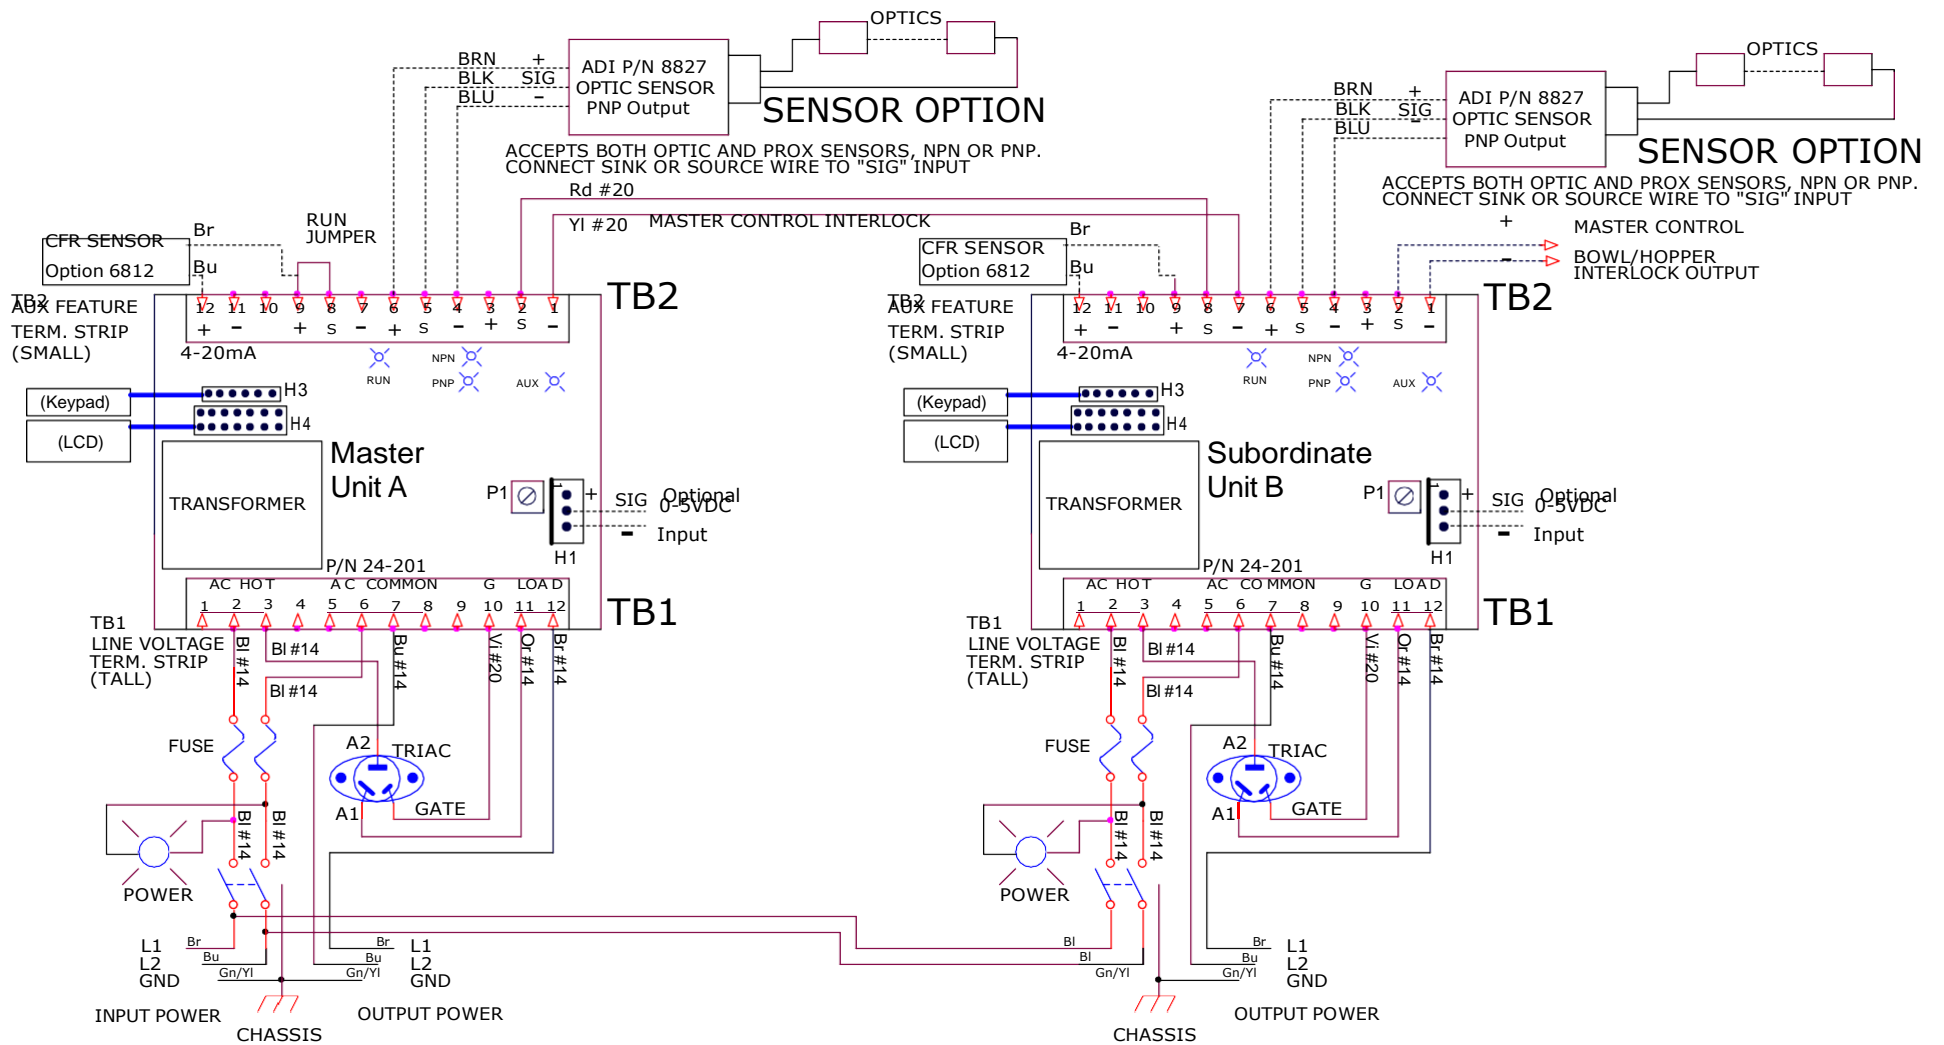 OPTICS
BRN +
BLK SIG
BLU -
ADI P/N 8827
OPTIC SENSOR
PNP Output
SENSOR OPTION
ACCEPTS BOTH OPTIC AND PROX SENSORS, NPN OR PNP.
CONNECT SINK OR SOURCE WIRE TO "SIG" INPUT
Rd #20
Yl #20 MASTER CONTROL INTERLOCK
RUN
JUMPER
CFR SENSOR
Option 6812
Br
Bu
TB2
AUX FEATURE
TERM. STRIP
(SMALL)
12 11 10 9 8 7 6 5 4 3 2 1
+ - + S - + S - + S -
TB2
4-20mA
RUN
NPN
PNP
AUX
(Keypad)
H3
(LCD)
H4
TRANSFORMER
Master
Unit A
P1
1
+
SIG
-
Optional
0-5VDC
Input
H1
P/N 24-201
AC HOT AC COMMON G LOAD
1 2 3 4 5 6 7 8 9 10 11 12
TB1
TB1
LINE VOLTAGE
TERM. STRIP
(TALL)
Bl #14
Bl #14
Bl #14
Bu #14
Vi #20
Or #14
Br #14
FUSE
A2
TRIAC
A1
GATE
Bl #14
Bl #14
POWER
L1 Br
L2 Bu
GND Gn/Yl
INPUT POWER
Br L1
Bu L2
Gn/Yl GND
OUTPUT POWER
CHASSIS
OPTICS
BRN +
BLK SIG
BLU -
ADI P/N 8827
OPTIC SENSOR
PNP Output
SENSOR OPTION
ACCEPTS BOTH OPTIC AND PROX SENSORS, NPN OR PNP.
CONNECT SINK OR SOURCE WIRE TO "SIG" INPUT
+ MASTER CONTROL
- BOWL/HOPPER
INTERLOCK OUTPUT
CFR SENSOR
Option 6812
Br
Bu
TB2
AUX FEATURE
TERM. STRIP
(SMALL)
12 11 10 9 8 7 6 5 4 3 2 1
+ - + S - + S - + S -
TB2
4-20mA
RUN
NPN
PNP
AUX
(Keypad)
H3
(LCD)
H4
TRANSFORMER
Subordinate
Unit B
P1
1
+
SIG
-
Optional
0-5VDC
Input
H1
P/N 24-201
AC HOT AC COMMON G LOAD
1 2 3 4 5 6 7 8 9 10 11 12
TB1
TB1
LINE VOLTAGE
TERM. STRIP
(TALL)
Bl #14
Bl #14
Bl #14
Bu #14
Vi #20
Or #14
Br #14
FUSE
A2
TRIAC
A1
GATE
Bl #14
Bl #14
POWER
Bl
Bl
Gn/Yl
Br L1
Bu L2
Gn/Yl GND
OUTPUT POWER
CHASSIS